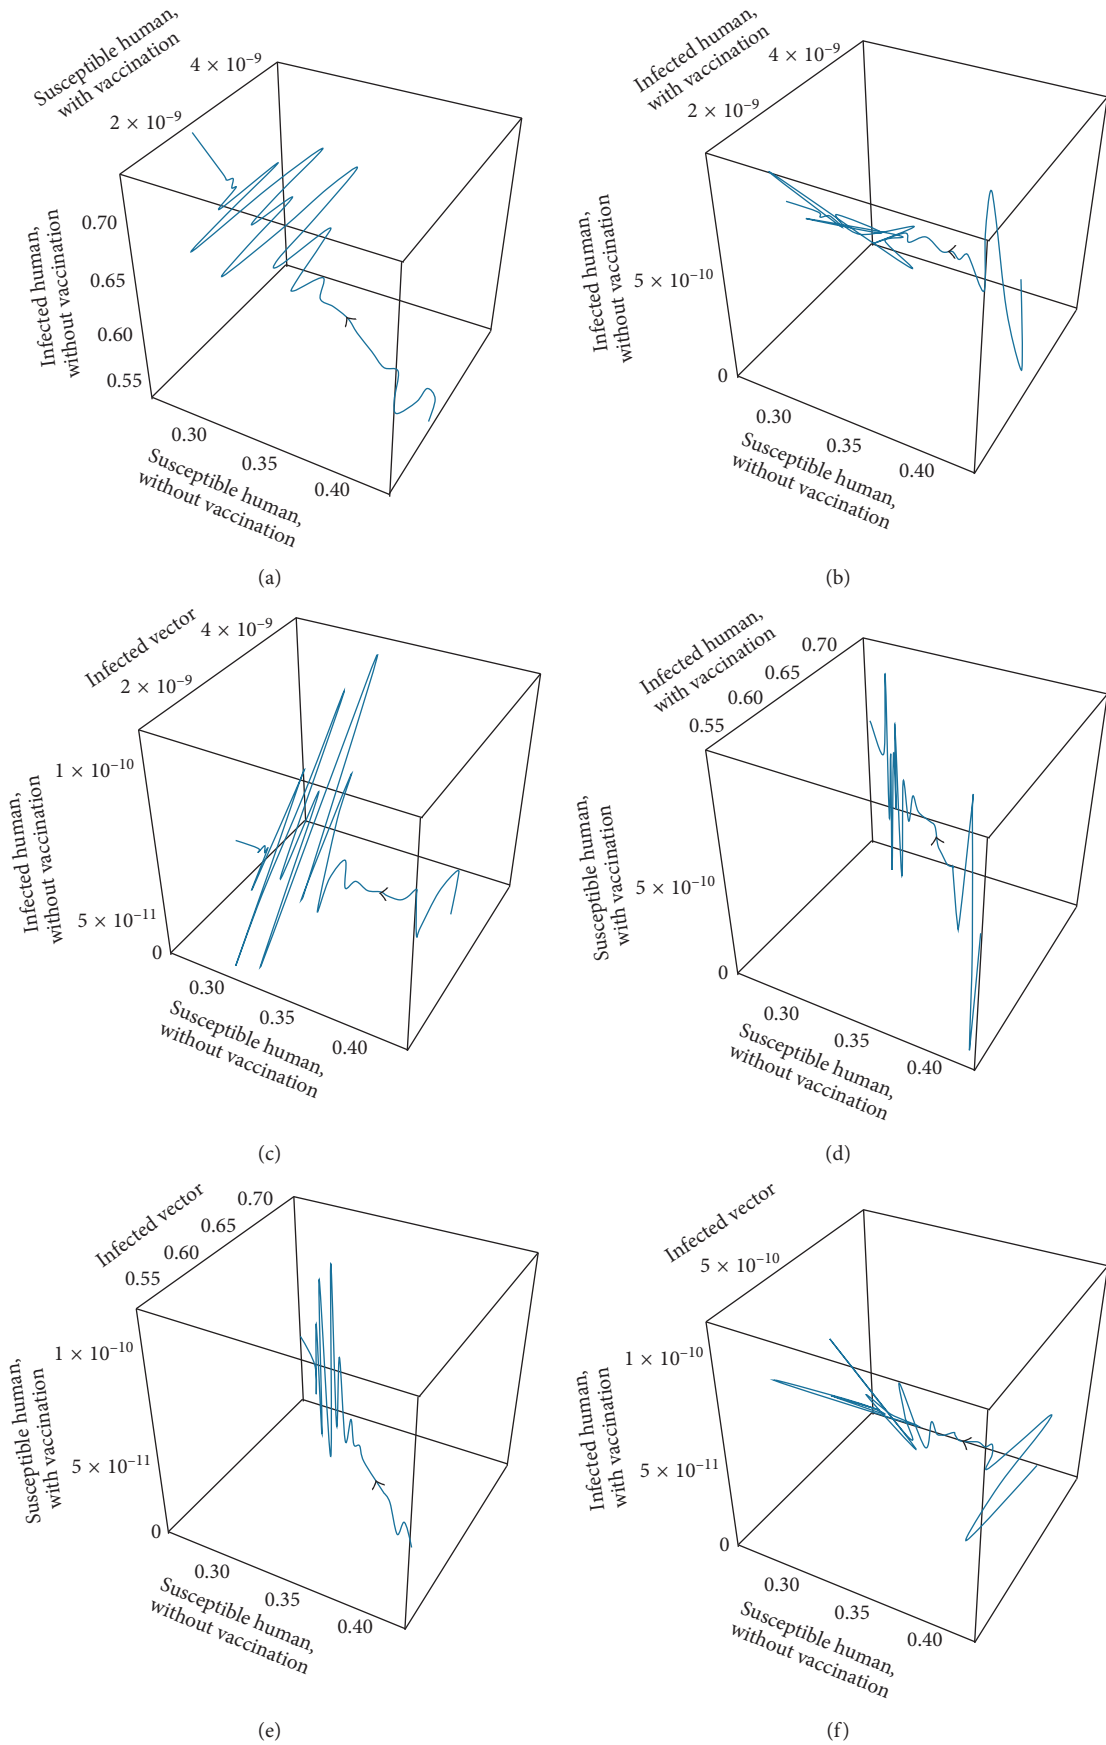 Susceptible human,
with vaccination
4 × 10⁻⁹
2 × 10⁻⁹
Infected human,
without vaccination
0.70
0.65
0.60
0.55
0.30
0.35
0.40
Susceptible human,
without vaccination
(a)
Infected human,
with vaccination
4 × 10⁻⁹
2 × 10⁻⁹
Infected human,
without vaccination
5 × 10⁻¹⁰
0
0.30
0.35
0.40
Susceptible human,
without vaccination
(b)
Infected vector
4 × 10⁻⁹
2 × 10⁻⁹
Infected human,
without vaccination
1 × 10⁻¹⁰
5 × 10⁻¹¹
0
0.30
0.35
0.40
Susceptible human,
without vaccination
(c)
Infected human,
with vaccination
0.70
0.65
0.60
0.55
Susceptible human,
with vaccination
5 × 10⁻¹⁰
0
0.30
0.35
0.40
Susceptible human,
without vaccination
(d)
Infected vector
0.70
0.65
0.60
0.55
Susceptible human,
with vaccination
1 × 10⁻¹⁰
5 × 10⁻¹¹
0
0.30
0.35
0.40
Susceptible human,
without vaccination
(e)
Infected vector
5 × 10⁻¹⁰
Infected human,
with vaccination
1 × 10⁻¹⁰
5 × 10⁻¹¹
0
0.30
0.35
0.40
Susceptible human,
without vaccination
(f)